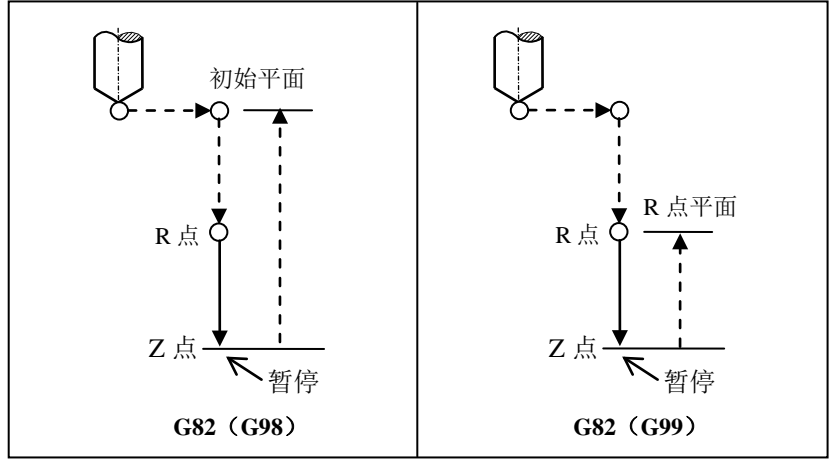 初始平面
R 点
Z 点
暂停
G82（G98）
R 点平面
R 点
Z 点
暂停
G82（G99）